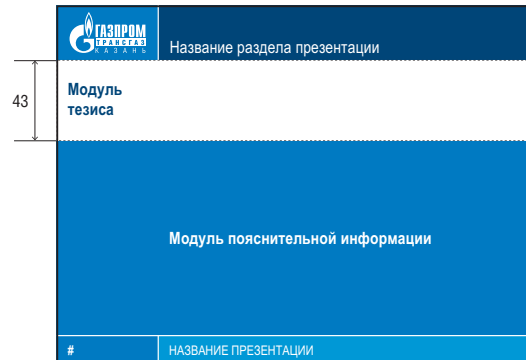 ГАЗПРОМ
ТРАНСГАЗ
КАЗАНЬ
Название раздела презентации
43
Модуль
тезиса
Модуль пояснительной информации
#
НАЗВАНИЕ ПРЕЗЕНТАЦИИ